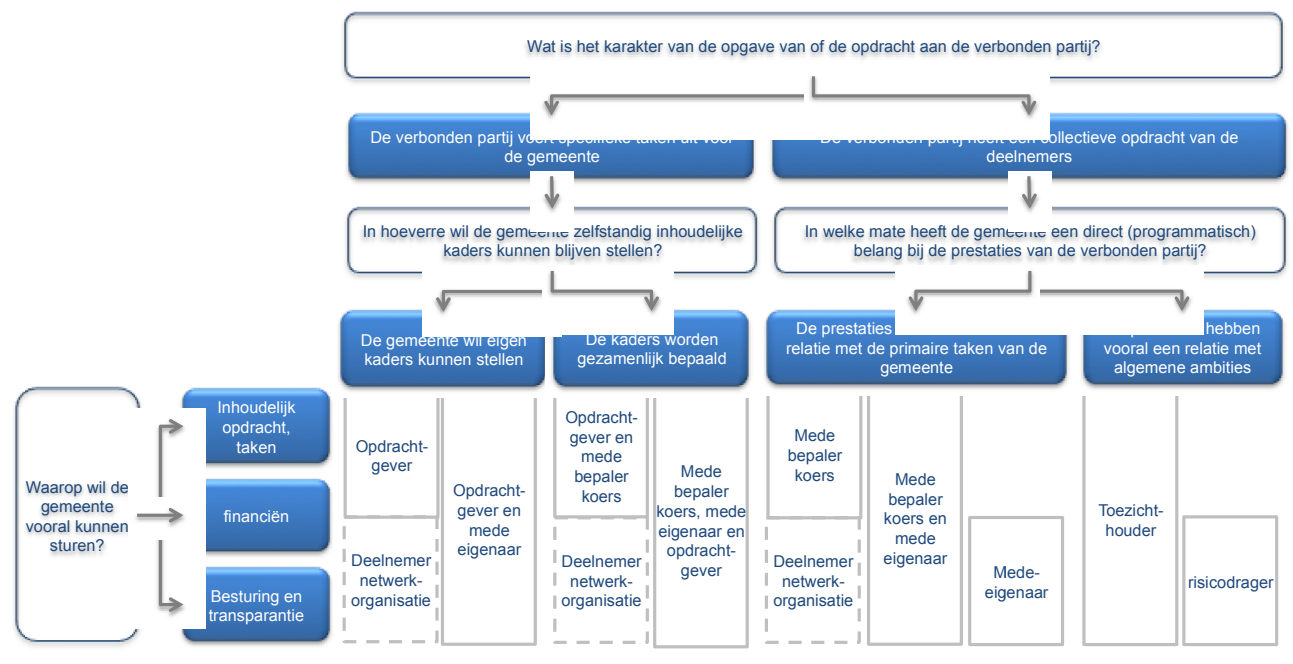 Wat is het karakter van de opgave van of de opdracht aan de verbonden partij?
De verbonden partij voert specifieke taken uit voor
de gemeente
De verbonden partij heeft een collectieve opdracht van de
deelnemers
In hoeverre wil de gemeente zelfstandig inhoudelijke
kaders kunnen blijven stellen?
In welke mate heeft de gemeente een direct (programmatisch)
belang bij de prestaties van de verbonden partij?
De gemeente wil eigen
kaders kunnen stellen
De kaders worden
gezamenlijk bepaald
De prestaties
relatie met de primaire taken van de
gemeente
hebben
vooral een relatie met
algemene ambities
Waarop wil de
gemeente
vooral kunnen
sturen?
Inhoudelijk
opdracht,
taken
financiën
Besturing en
transparantie
Opdracht-
gever
Deelnemer
netwerk-
organisatie
Opdracht-
gever en
mede
eigenaar
Opdracht-
gever en
mede
bepaler
koers
Deelnemer
netwerk-
organisatie
Mede
bepaler
koers, mede
eigenaar en
opdracht-
gever
Mede
bepaler
koers
Deelnemer
netwerk-
organisatie
Mede
bepaler
koers en
mede
eigenaar
Mede-
eigenaar
Toezicht-
houder
risicodrager